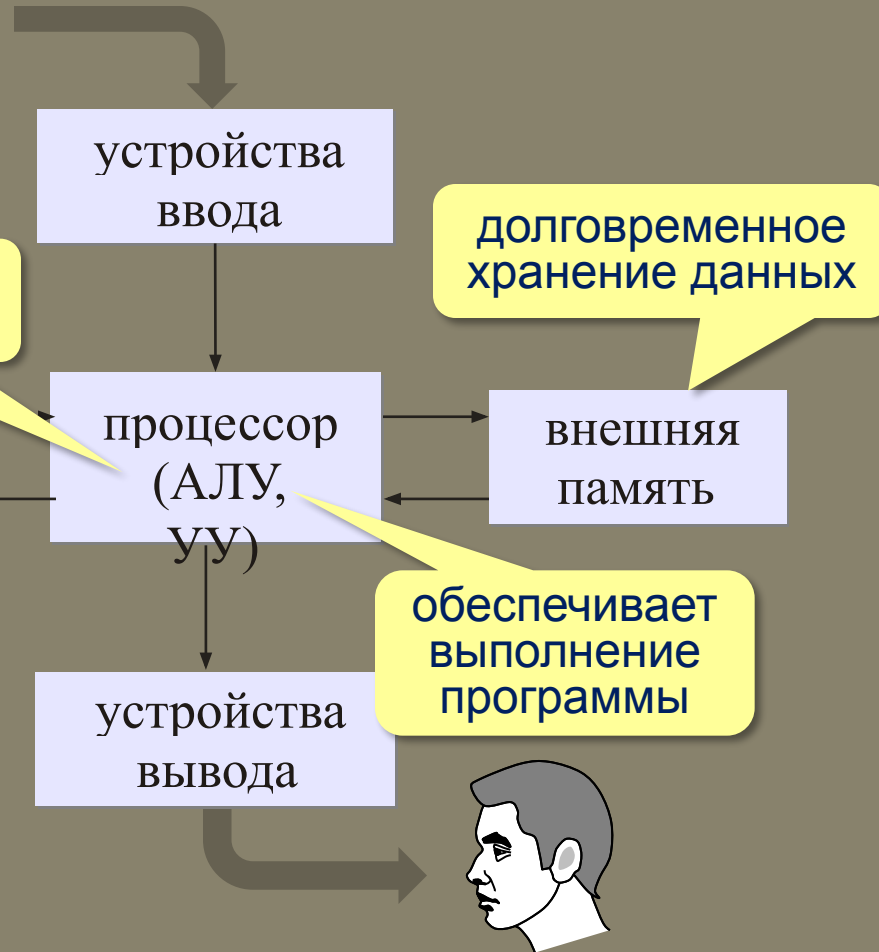 устройства
ввода
долговременное
хранение данных
процессор
(АЛУ,
УУ)
внешняя
память
обеспечивает
выполнение
программы
устройства
вывода